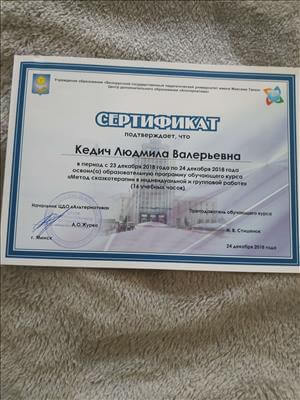 Учреждение образования «Белорусский государственный педагогический университет имени Максима Танка»
Центр дополнительного образования «Альтернатива»
СЕРТИФИКАТ
подтверждает, что
Кедич Людмила Валерьевна
в период с 23 декабря 2018 года по 24 декабря 2018 года
освоил(а) образовательную программу обучающего курса
«Метод сказкотерапии в индивидуальной и групповой работе»
(16 учебных часов)
Начальник ЦДО «Альтернатива»
Преподаватель обучающего курса
А.О.Журко
г. Минск
24 декабря 2018 года